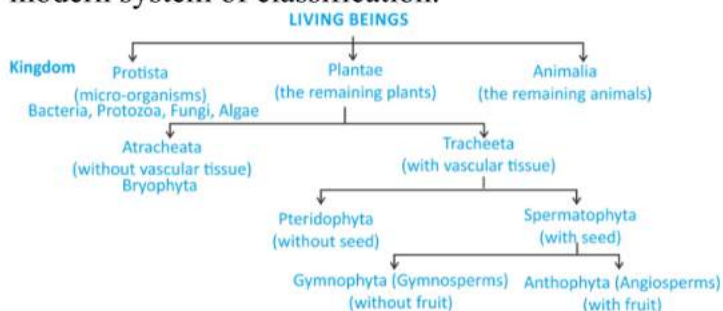 modern system of classification.
LIVING BEINGS
Kingdom
Protista
(micro-organisms)
Bacteria, Protozoa, Fungi, Algae
Plantae
(the remaining plants)
Animalia
(the remaining animals)
Atracheata
(without vascular tissue)
Bryophyta
Tracheeta
(with vascular tissue)
Pteridophyta
(without seed)
Spermatophyta
(with seed)
Gymnophyta (Gymnosperms)
(without fruit)
Anthophyta (Angiosperms)
(with fruit)